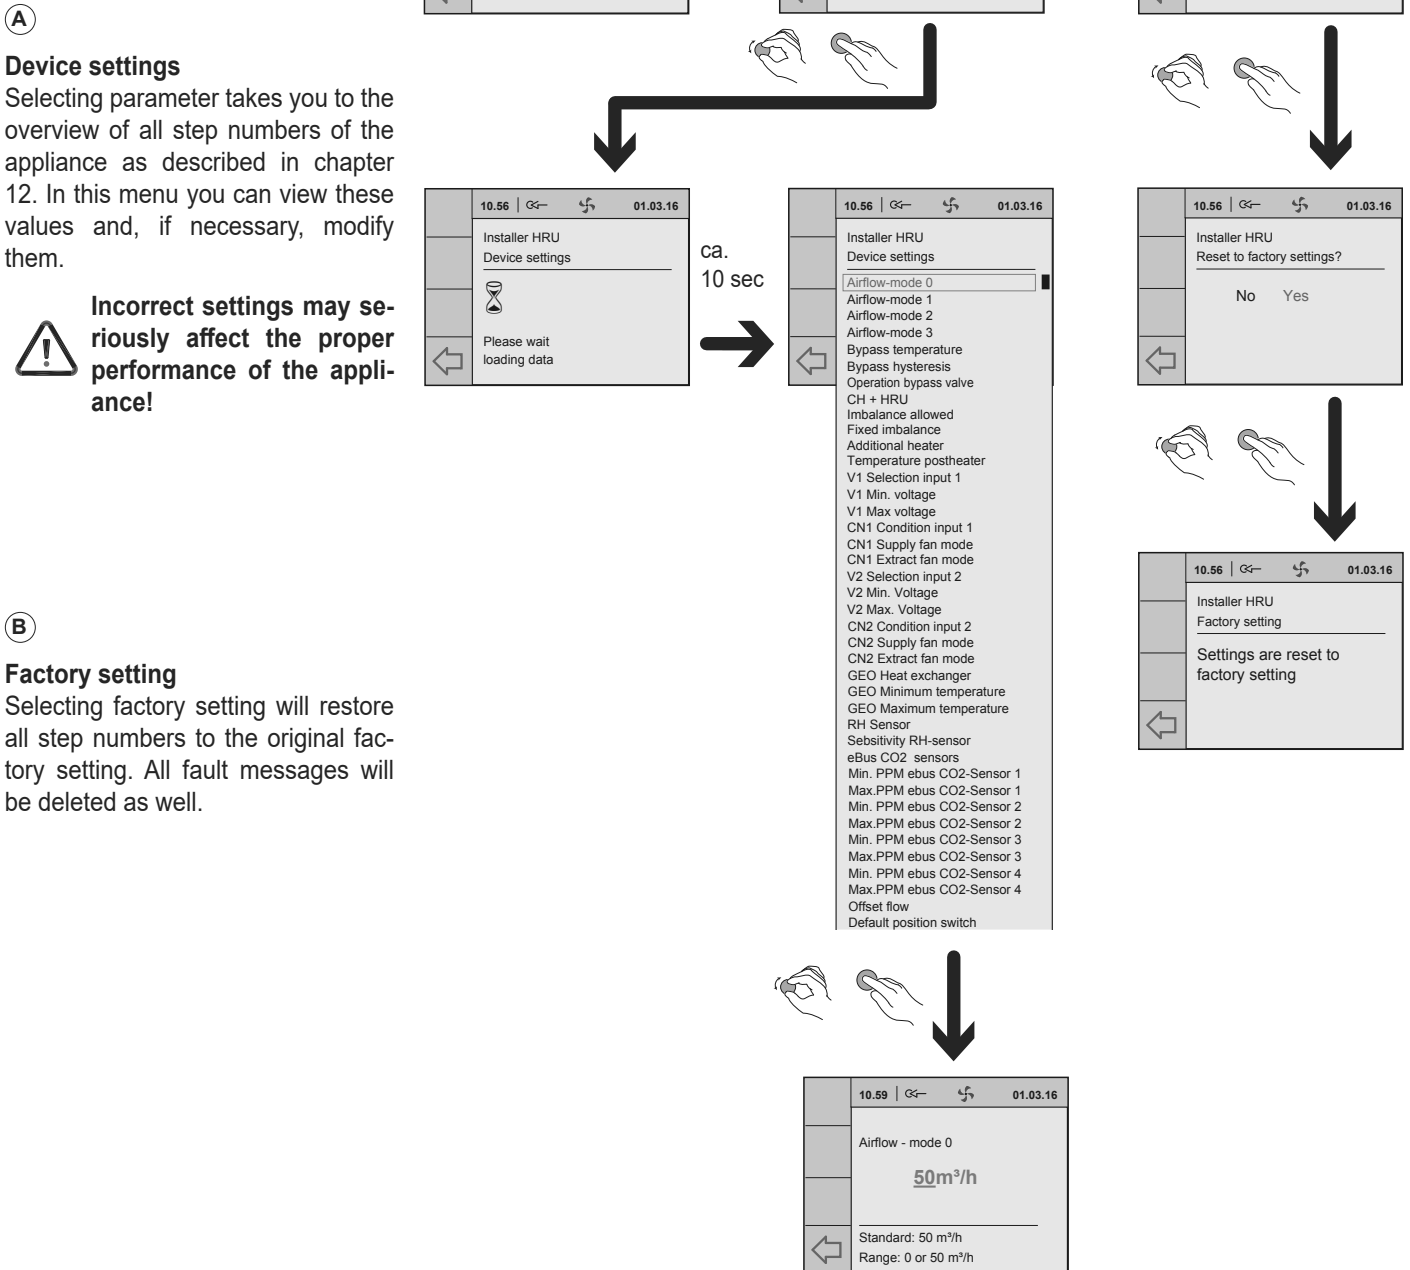 A
Device settings
Selecting parameter takes you to the
overview of all step numbers of the
appliance as described in chapter
12. In this menu you can view these
values and, if necessary, modify
them.
Incorrect settings may se-
riously affect the proper
performance of the appli-
ance!
B
Factory setting
Selecting factory setting will restore
all step numbers to the original fac-
tory setting. All fault messages will
be deleted as well.
10.56 01.03.16
Installer HRU
Device settings
Please wait
loading data
ca.
10 sec
10.56 01.03.16
Installer HRU
Device settings
Airflow-mode 0
Airflow-mode 1
Airflow-mode 2
Airflow-mode 3
Bypass temperature
Bypass hysteresis
Operation bypass valve
CH + HRU
Imbalance allowed
Fixed imbalance
Additional heater
Temperature postheater
V1 Selection input 1
V1 Min. voltage
V1 Max voltage
CN1 Condition input 1
CN1 Supply fan mode
CN1 Extract fan mode
V2 Selection input 2
V2 Min. Voltage
V2 Max. Voltage
CN2 Condition input 2
CN2 Supply fan mode
CN2 Extract fan mode
GEO Heat exchanger
GEO Minimum temperature
GEO Maximum temperature
RH Sensor
Sebsitivity RH-sensor
eBus CO2 sensors
Min. PPM ebus CO2-Sensor 1
Max.PPM ebus CO2-Sensor 1
Min. PPM ebus CO2-Sensor 2
Max.PPM ebus CO2-Sensor 2
Min. PPM ebus CO2-Sensor 3
Max.PPM ebus CO2-Sensor 3
Min. PPM ebus CO2-Sensor 4
Max.PPM ebus CO2-Sensor 4
Offset flow
Default position switch
10.59 01.03.16
Airflow - mode 0
50m³/h
Standard: 50 m³/h
Range: 0 or 50 m³/h
10.56 01.03.16
Installer HRU
Reset to factory settings?
No Yes
10.56 01.03.16
Installer HRU
Factory setting
Settings are reset to
factory setting